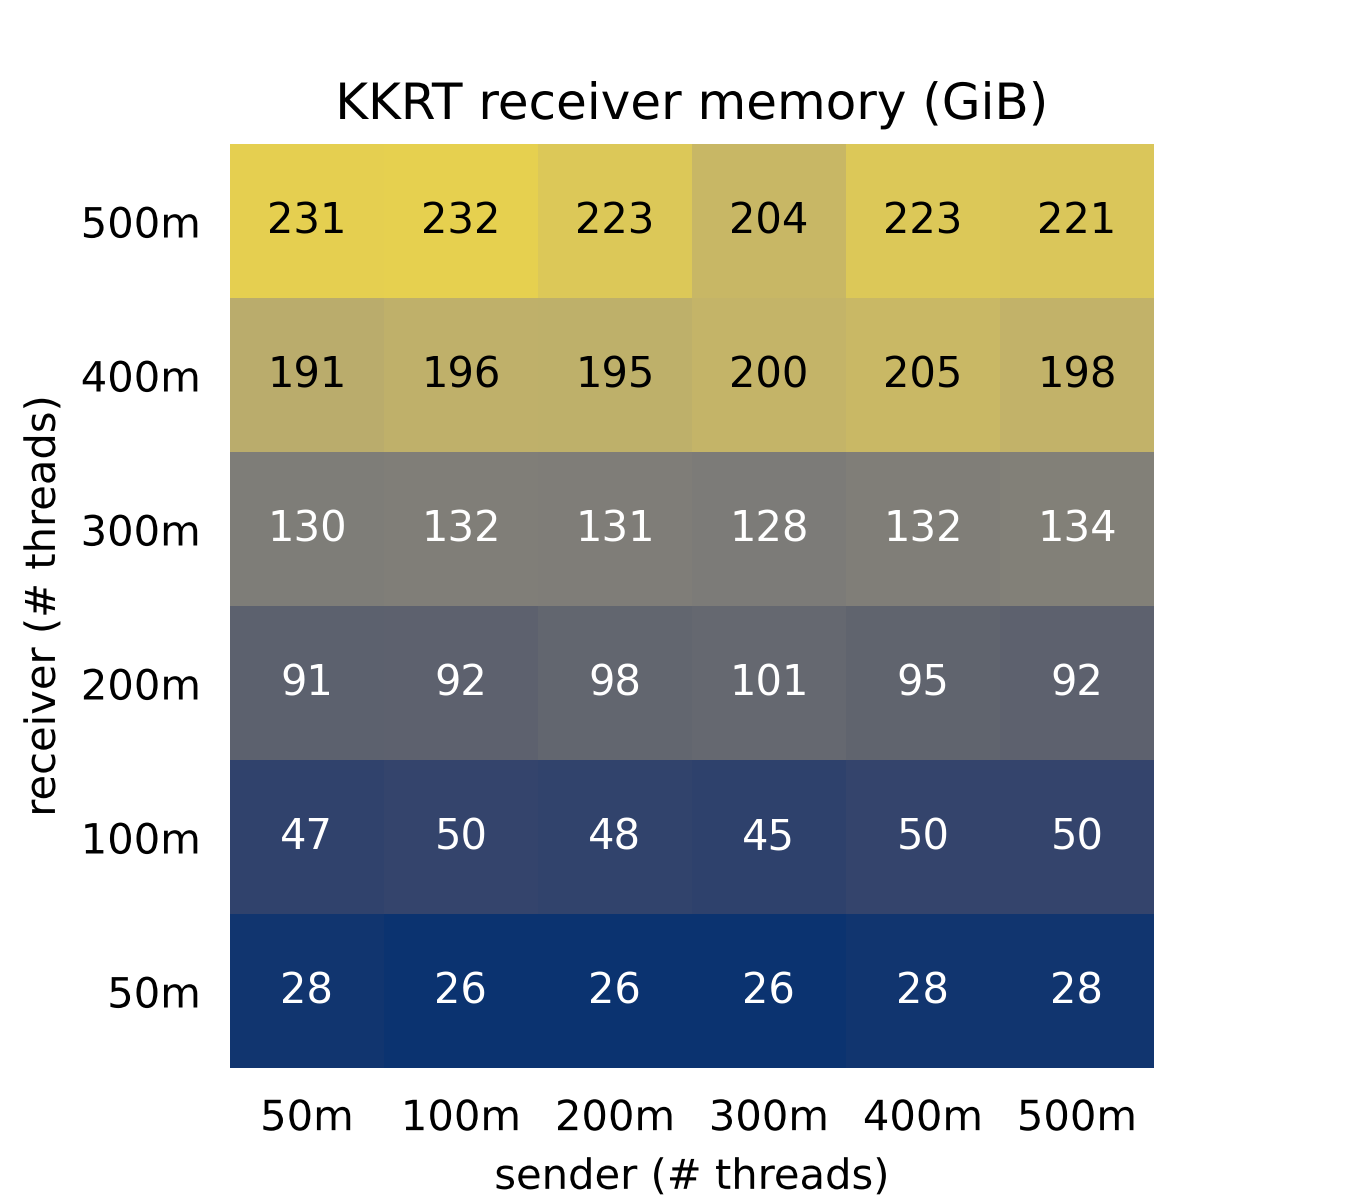 KKRT receiver memory (GiB)
500m 231 232 223 204 223 221
400m 191 196 195 200 205 198
300m 130 132 131 128 132 134
200m 91 92 98 101 95 92
100m 47 50 48 45 50 50
50m 28 26 26 26 28 28
50m 100m 200m 300m 400m 500m
sender (# threads)
receiver (# threads)